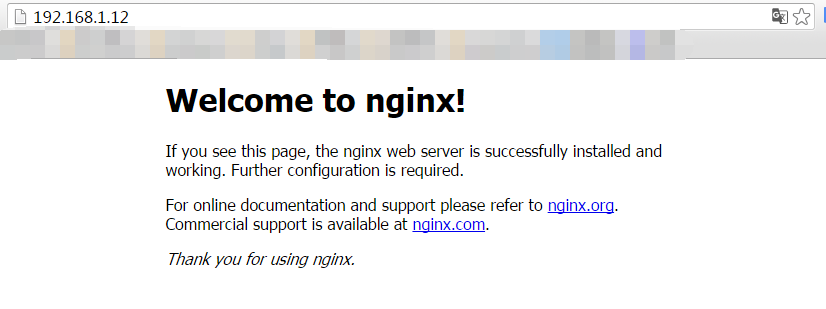 192.168.1.12
Welcome to nginx!
If you see this page, the nginx web server is successfully installed and
working. Further configuration is required.
For online documentation and support please refer to nginx.org.
Commercial support is available at nginx.com.
Thank you for using nginx.